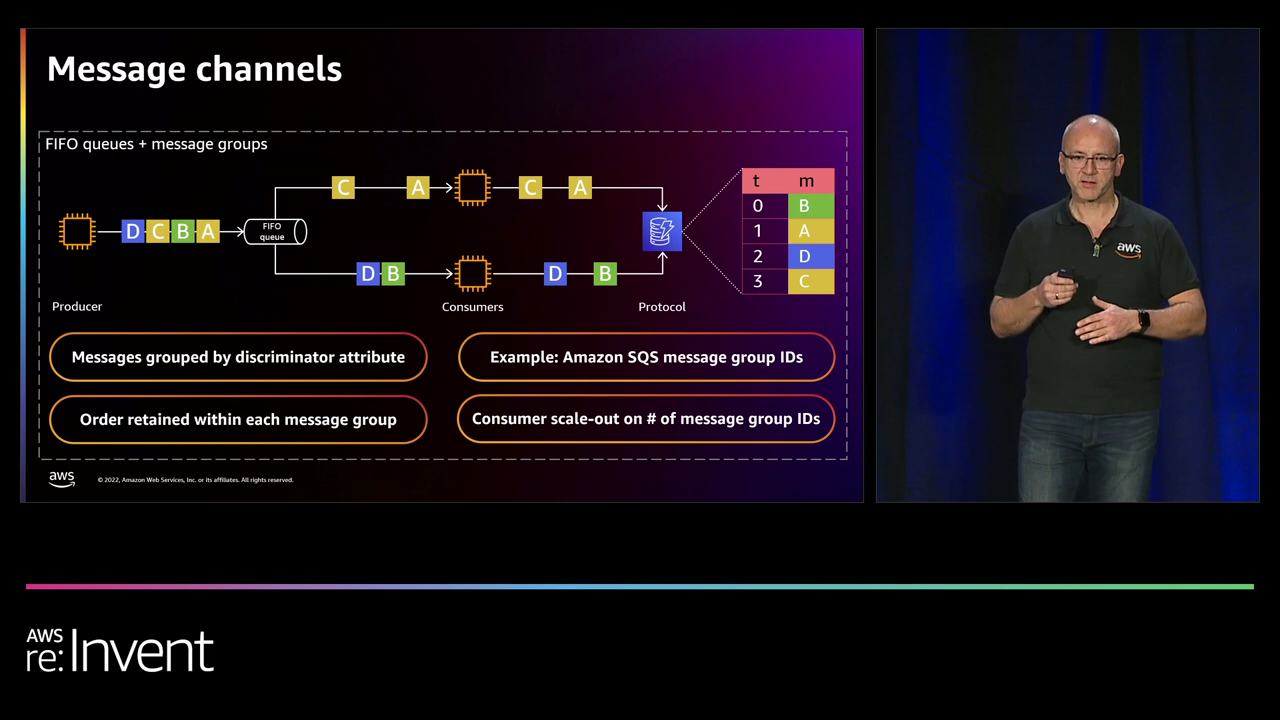 Message channels
FIFO queues + message groups
C A C A
D C B A
FIFO
queue
D B D B
t m
0 B
1 A
2 D
3 C
Producer
Consumers
Protocol
Messages grouped by discriminator attribute
Example: Amazon SQS message group IDs
Order retained within each message group
Consumer scale-out on # of message group IDs
aws
© 2022, Amazon Web Services, Inc. or its affiliates. All rights reserved.
aws
AWS
re:Invent